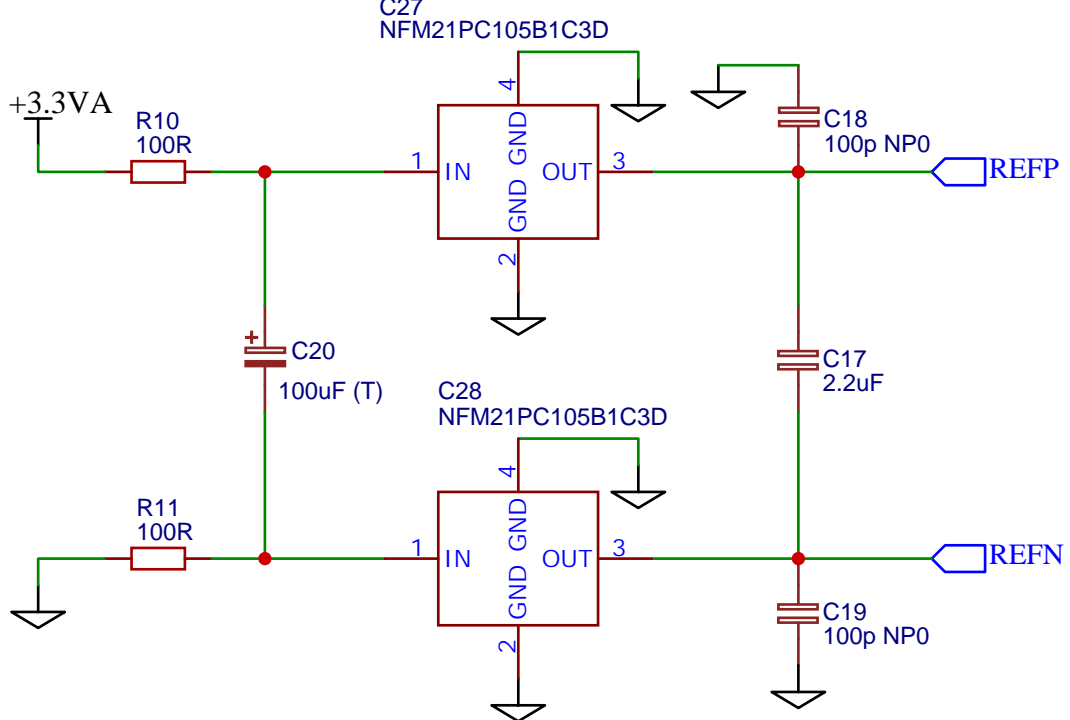 C27
NFM21PC105B1C3D
+3.3VA
R10
100R
1
IN
GND GND
4
2
OUT
3
C18
100p NP0
REFP
+
C20
100uF (T)
C17
2.2uF
C28
NFM21PC105B1C3D
R11
100R
1
IN
GND GND
4
2
OUT
3
REFN
C19
100p NP0